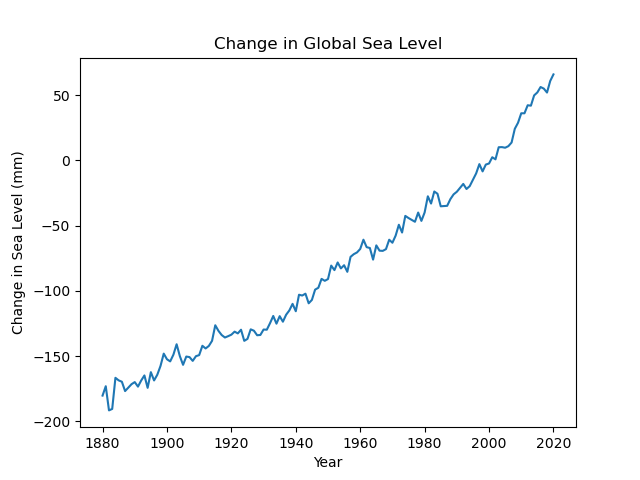 Change in Global Sea Level
Change in Sea Level (mm)
50
0
−50
−100
−150
−200
1880 1900 1920 1940 1960 1980 2000 2020
Year